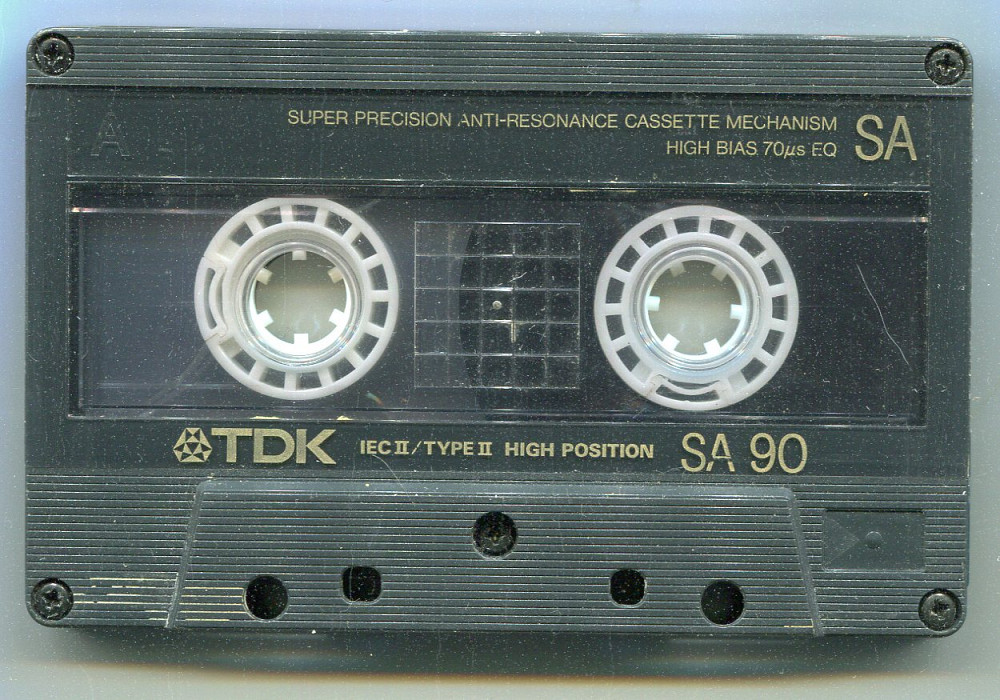 SUPER PRECISION ANTI-RESONANCE CASSETTE MECHANISM SA
A HIGH BIAS 70μs EQ
TDK IEC II/TYPE II HIGH POSITION SA 90